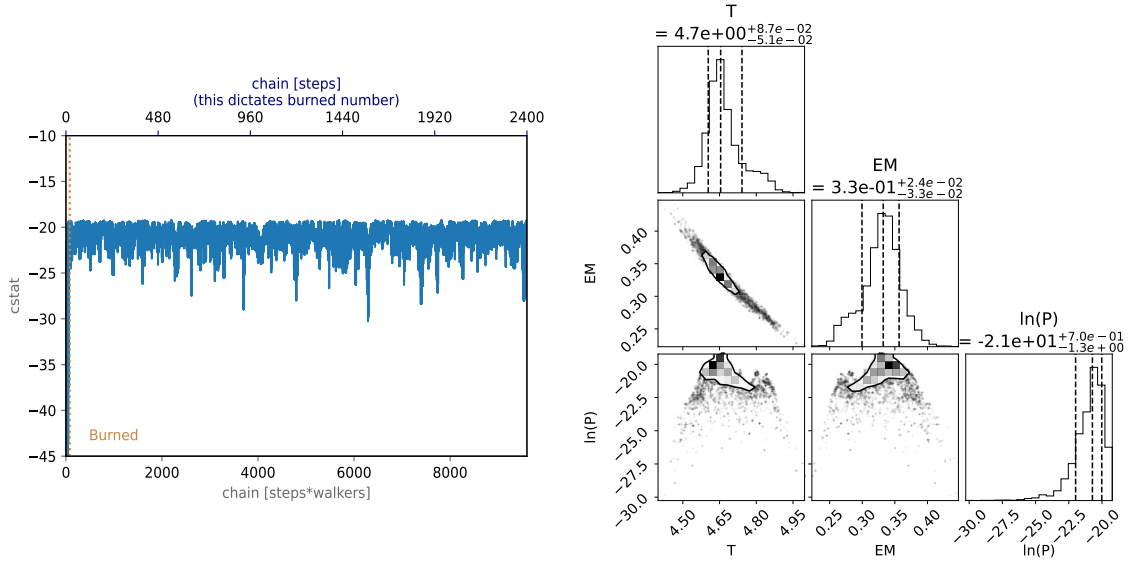 chain [steps]
(this dictates burned number)
0 480 960 1440 1920 2400
−10
−15
−20
−25
−30
−35
−40
−45
cstat
Burned
0 2000 4000 6000 8000
chain [steps*walkers]
T
= 4.7e+00+8.7e−02
−5.1e−02
EM
= 3.3e-01+2.4e−02
−3.3e−02
ln(P)
= -2.1e+01+7.0e−01
−1.3e+00
EM
0.40
0.35
0.30
0.25
ln(P)
−20.0
−22.5
−25.0
−27.5
−30.0
4.50 4.65 4.80 4.95
T
0.25 0.30 0.35 0.40
EM
−30.0 −27.5 −25.0 −22.5 −20.0
ln(P)